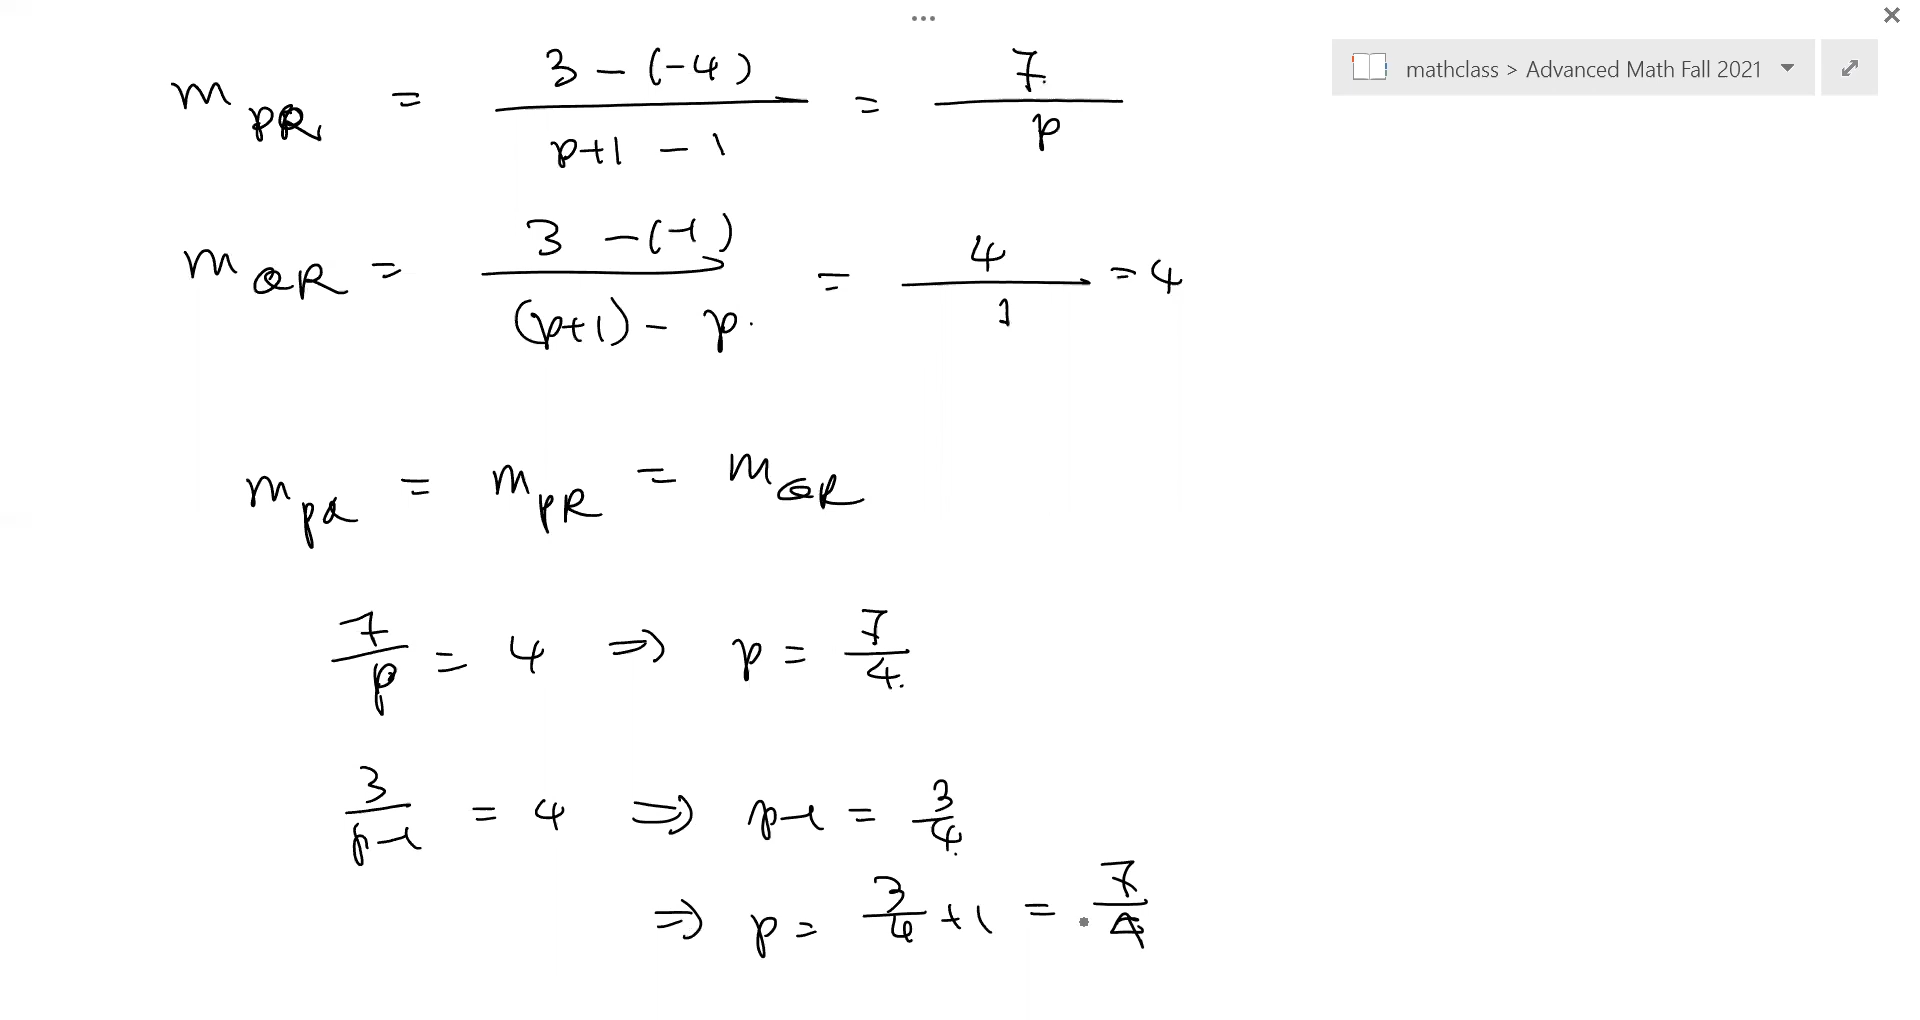 mathclass > Advanced Math Fall 2021
m_PR = (3 - (-4)) / (p+1 - 1) = 7 / p
m_QR = (3 - (-1)) / ((p+1) - p) = 4 / 1 = 4
m_PQ = m_PR = m_QR
7/p = 4 ⇒ p = 7/4
3/(p-1) = 4 ⇒ p-1 = 3/4
⇒ p = 3/4 + 1 = 7/4